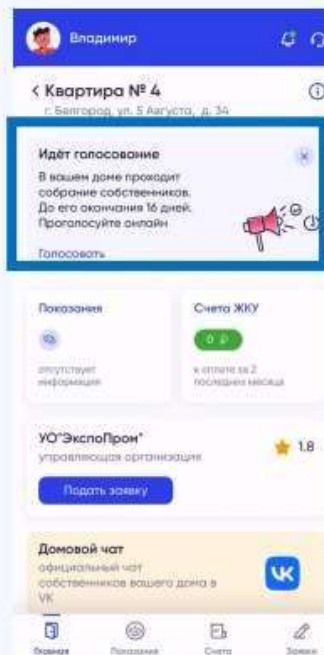 Владимир
< Квартира № 4
г. Белгород, ул. 5 Августа, д. 34
Идёт голосование
В вашем доме проходит
собрание собственников.
До его окончания 16 дней.
Проголосуйте онлайн
Голосовать
Показания
Счета ЖКУ
0 ₽
отсутствует
информация
к оплате за 2
последних месяца
УО"ЭкспоПром"
управляющая организация
1.8
Подать заявку
Домовой чат
официальный чат
собственников вашего дома в
VK
Главная
Показания
Счета
Заявки